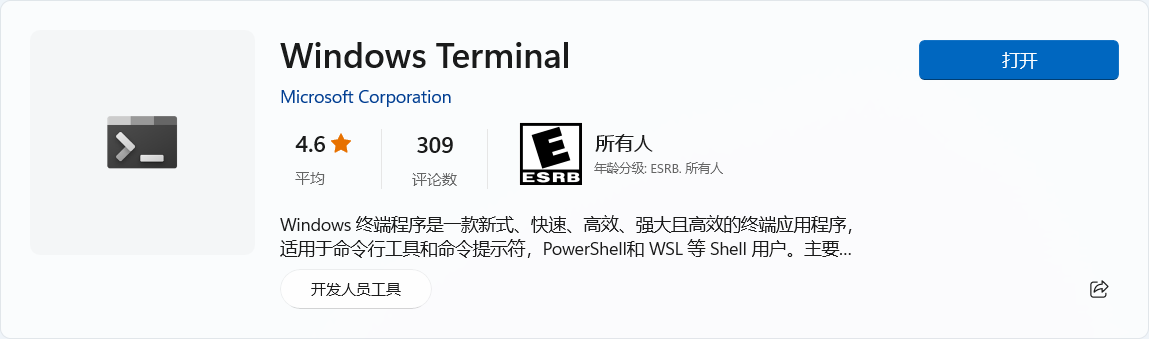 Windows Terminal
打开
Microsoft Corporation
4.6
309
所有人
平均
评论数
年龄分级: ESRB. 所有人
E
ESRB
Windows 终端程序是一款新式、快速、高效、强大且高效的终端应用程序，
适用于命令行工具和命令提示符，PowerShell和 WSL 等 Shell 用户。主要...
开发人员工具